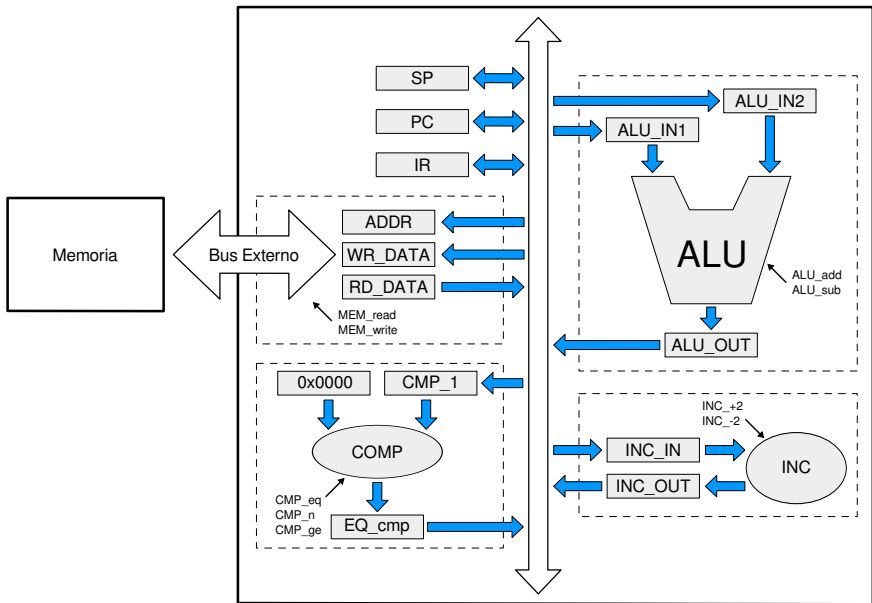 SP
PC
IR
ALU_IN2
ALU_IN1
ALU
ALU_add
ALU_sub
ALU_OUT
Memoria
Bus Externo
ADDR
WR_DATA
RD_DATA
MEM_read
MEM_write
0x0000
CMP_1
COMP
CMP_eq
CMP_n
CMP_ge
EQ_cmp
INC_+2
INC_-2
INC_IN
INC_OUT
INC